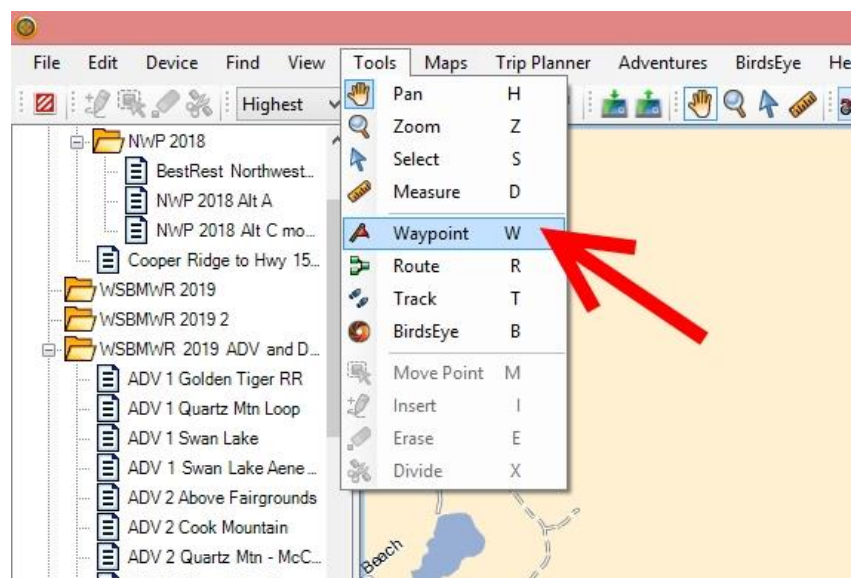 File Edit Device Find View Tools Maps Trip Planner Adventures BirdsEye He
Highest
NWP 2018
BestRest Northwest...
NWP 2018 Alt A
NWP 2018 Alt C mo...
Cooper Ridge to Hwy 15...
WSBMWR 2019
WSBMWR 2019 2
WSBMWR 2019 ADV and D...
ADV 1 Golden Tiger RR
ADV 1 Quartz Mtn Loop
ADV 1 Swan Lake
ADV 1 Swan Lake Aene...
ADV 2 Above Fairgrounds
ADV 2 Cook Mountain
ADV 2 Quartz Mtn - McC...
Pan H
Zoom Z
Select S
Measure D
Waypoint W
Route R
Track T
BirdsEye B
Move Point M
Insert I
Erase E
Divide X
Beach